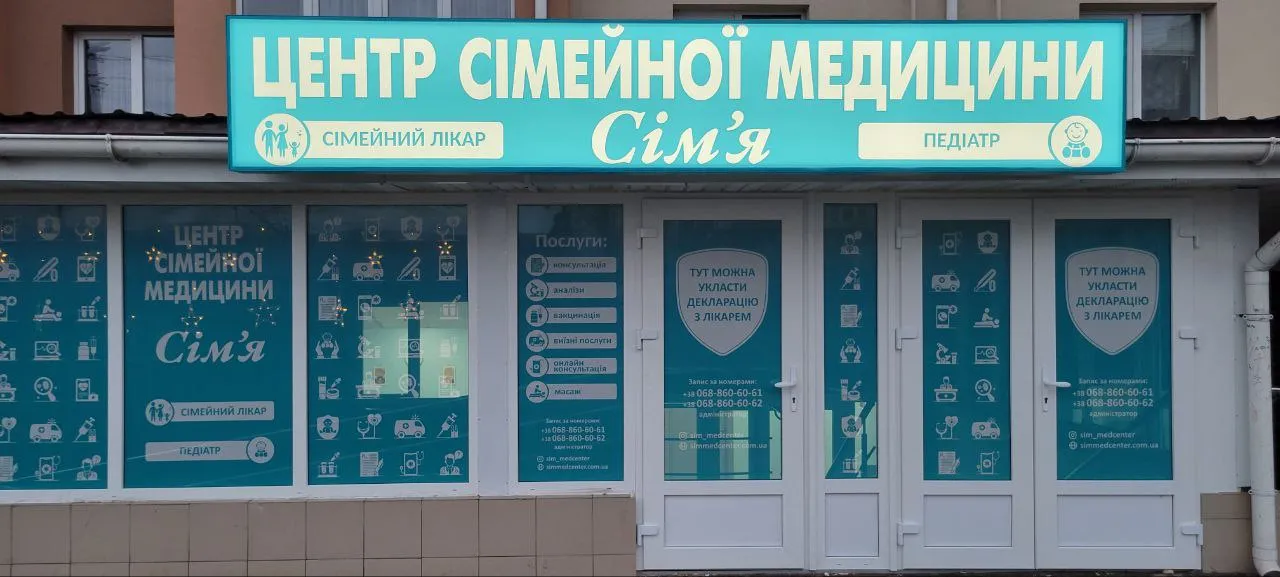 ЦЕНТР СІМЕЙНОЇ МЕДИЦИНИ
Сім'я
СІМЕЙНИЙ ЛІКАР
ПЕДІАТР
ЦЕНТР
СІМЕЙНОЇ
МЕДИЦИНИ
Сім'я
СІМЕЙНИЙ ЛІКАР
ПЕДІАТР
Послуги:
консультація
аналізи
вакцинація
виїзні послуги
онлайн
консультація
масаж
Запис за номерами:
+38 068-860-60-61
+38 068-860-60-62
адміністратор
sim_medcenter
simmedcenter.com.ua
ТУТ МОЖНА
УКЛАСТИ
ДЕКЛАРАЦІЮ
З ЛІКАРЕМ
Запис за номерами:
+38 068-860-60-61
+38 068-860-60-62
адміністратор
sim_medcenter
simmedcenter.com.ua
ТУТ МОЖНА
УКЛАСТИ
ДЕКЛАРАЦІЮ
З ЛІКАРЕМ
Запис за номерами:
+38 068-860-60-61
+38 068-860-60-62
адміністратор
sim_medcenter
simmedcenter.com.ua